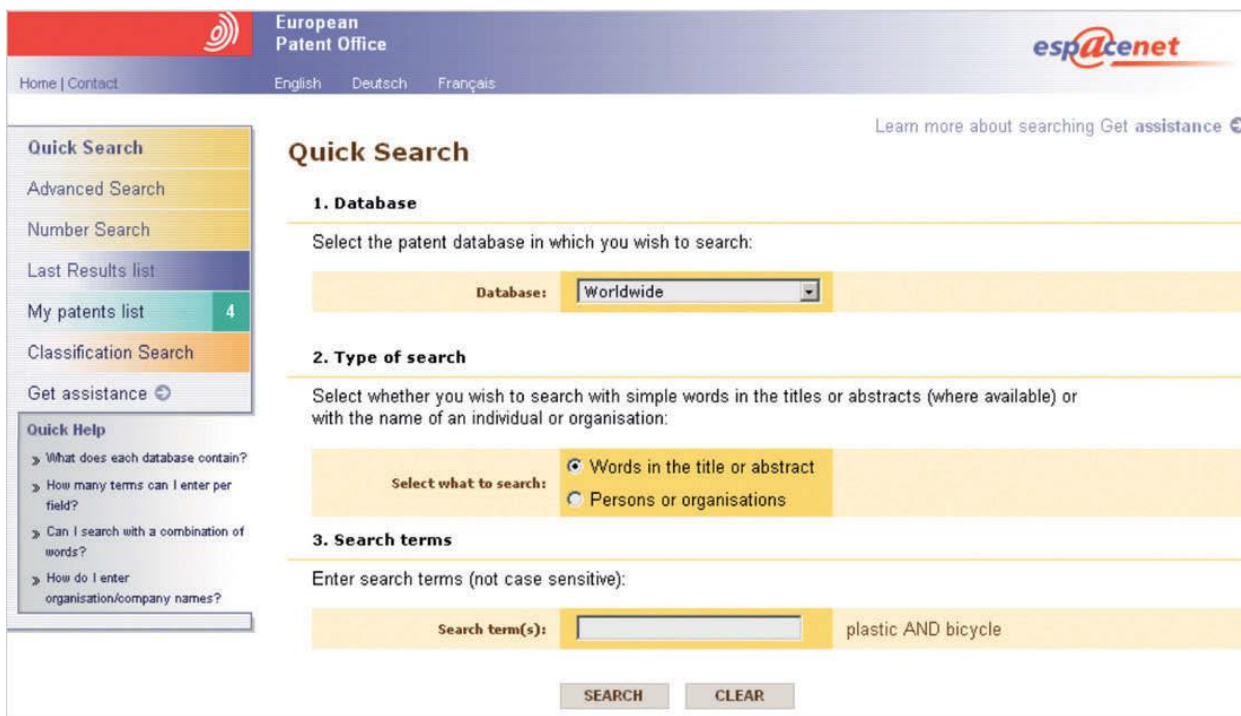 European
Patent Office
esp@cenet
Home | Contact
English Deutsch Français
Learn more about searching Get assistance
Quick Search
Advanced Search
Number Search
Last Results list
My patents list 4
Classification Search
Get assistance
Quick Help
» What does each database contain?
» How many terms can I enter per
field?
» Can I search with a combination of
words?
» How do I enter
organisation/company names?
Quick Search
1. Database
Select the patent database in which you wish to search:
Database: Worldwide
2. Type of search
Select whether you wish to search with simple words in the titles or abstracts (where available) or
with the name of an individual or organisation:
Select what to search:
Words in the title or abstract
Persons or organisations
3. Search terms
Enter search terms (not case sensitive):
Search term(s): plastic AND bicycle
SEARCH CLEAR